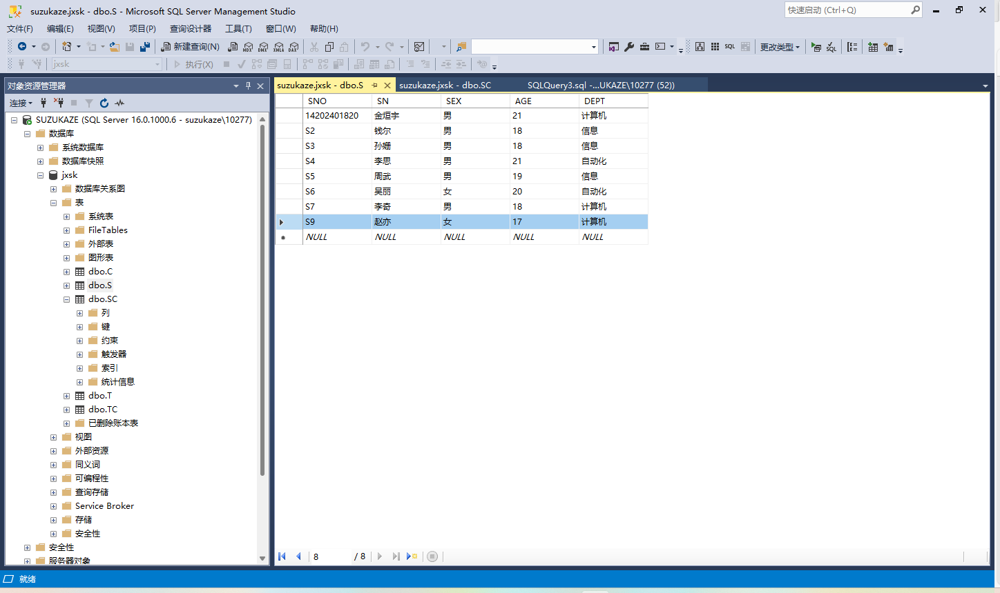 suzukaze.jxsk - dbo.S - Microsoft SQL Server Management Studio
快速启动 (Ctrl+Q)
文件(F) 编辑(E) 视图(V) 项目(P) 查询设计器 工具(T) 窗口(W) 帮助(H)
新建查询(N) MDX DMX XMLA DAX SQL 更改类型 SQL
jxsk 执行(X)
对象资源管理器
suzukaze.jxsk - dbo.S suzukaze.jxsk - dbo.SC SQLQuery3.sql -...UKAZE\10277 (52))
连接
SUZUKAZE (SQL Server 16.0.1000.6 - suzukaze\10277)
数据库
系统数据库
数据库快照
jxsk
数据库关系图
表
系统表
FileTables
外部表
图形表
dbo.C
dbo.S
dbo.SC
列
键
约束
触发器
索引
统计信息
dbo.T
dbo.TC
已删除账本表
视图
外部资源
同义词
可编程性
查询存储
Service Broker
存储
安全性
安全性
服务器对象
SNO SN SEX AGE DEPT
14202401820 金烜宇 男 21 计算机
S2 钱尔 男 18 信息
S3 孙姗 男 18 信息
S4 李思 男 21 自动化
S5 周武 男 19 信息
S6 吴丽 女 20 自动化
S7 李奇 男 18 计算机
S9 赵亦 女 17 计算机
NULL NULL NULL NULL NULL
8 / 8
就绪